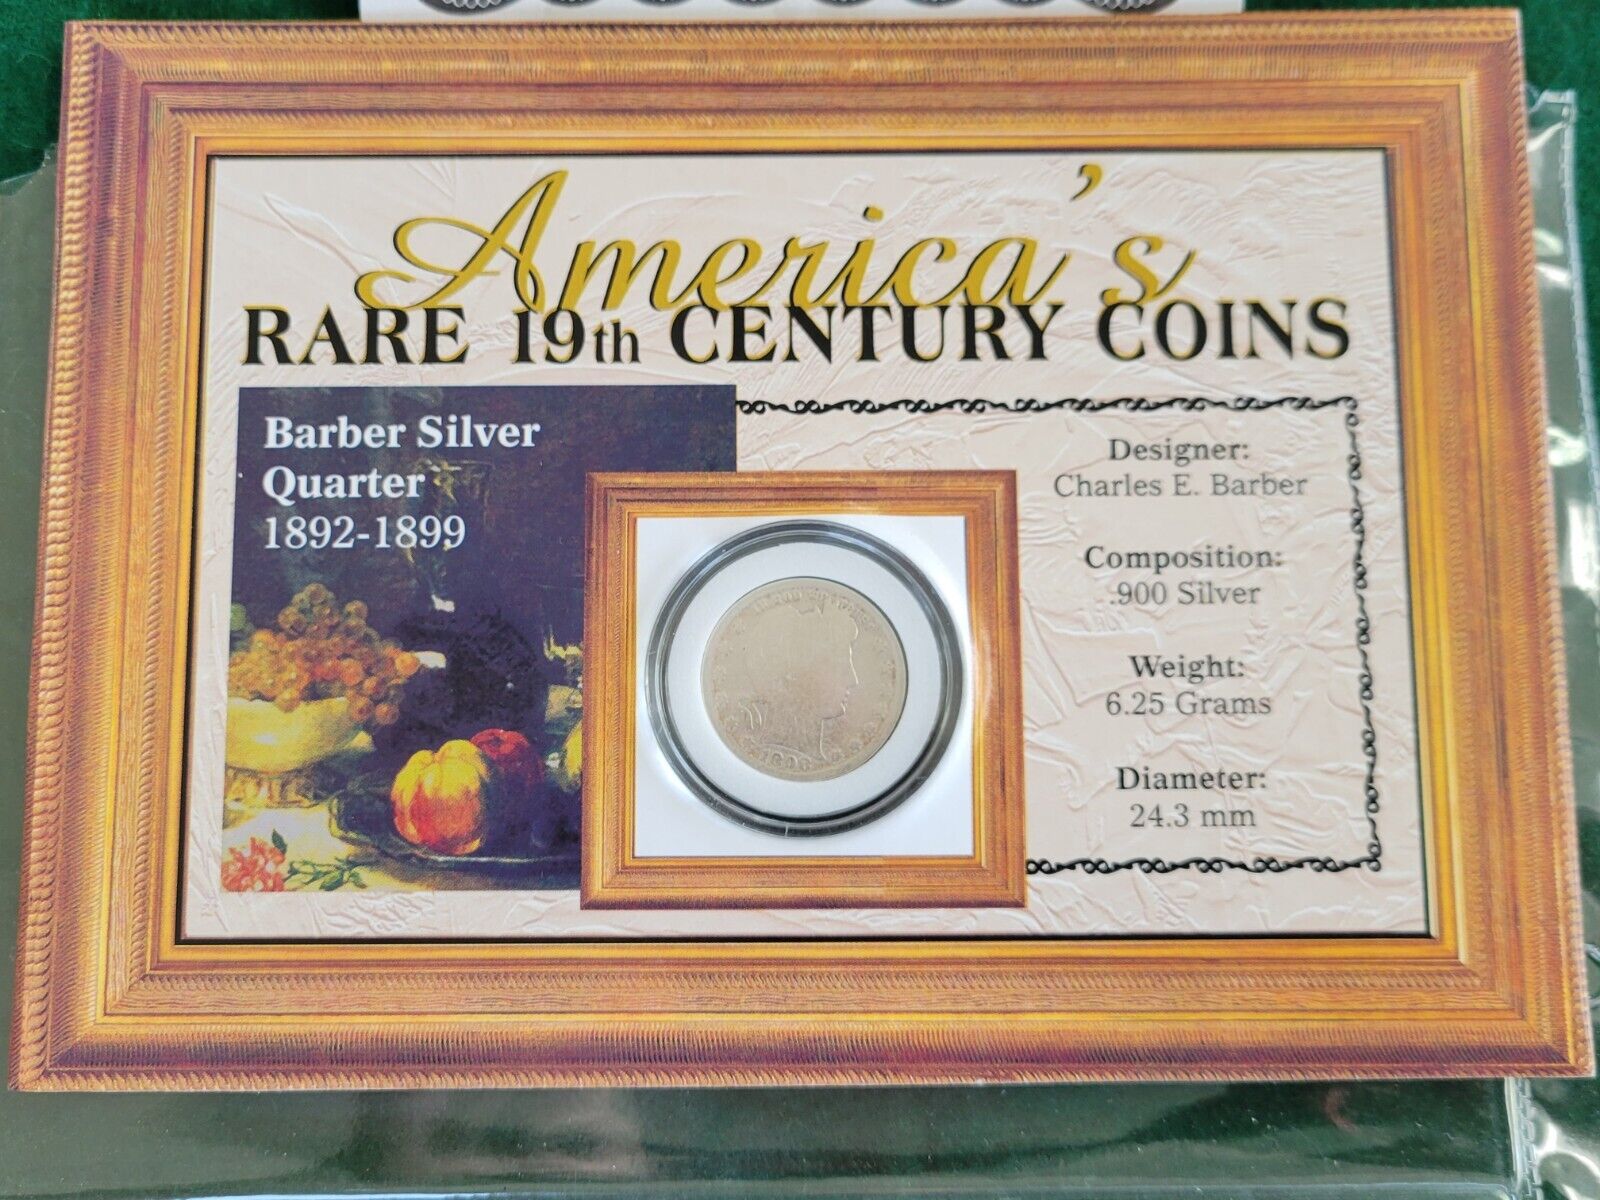 America's
RARE 19th CENTURY COINS
Barber Silver
Quarter
1892-1899
Designer:
Charles E. Barber
Composition:
.900 Silver
Weight:
6.25 Grams
Diameter:
24.3 mm